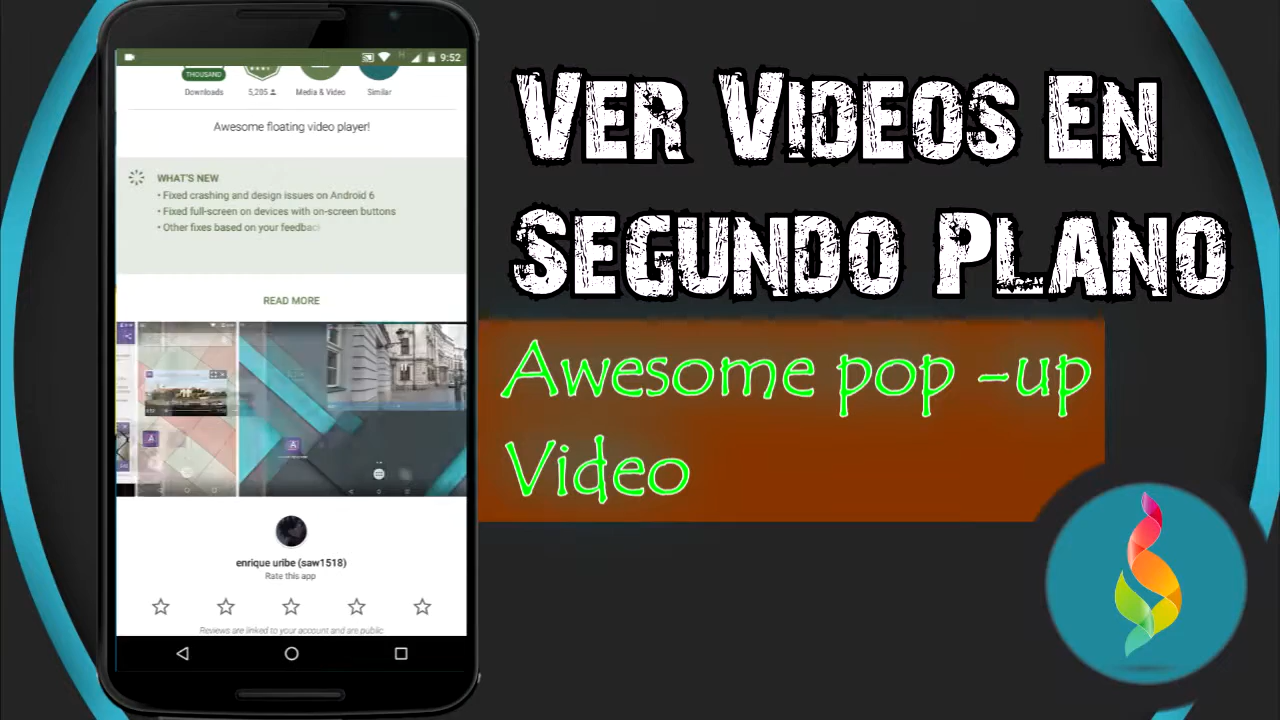 9:52
THOUSAND
Downloads
5,205
Media & Video
Similar
Awesome floating video player!
WHAT'S NEW
• Fixed crashing and design issues on Android 6
• Fixed full-screen on devices with on-screen buttons
• Other fixes based on your feedback
READ MORE
enrique uribe (saw1518)
Rate this app
Reviews are linked to your account and are public
VER VIDEOS EN
SEGUNDO PLANO
Awesome pop -up
Video